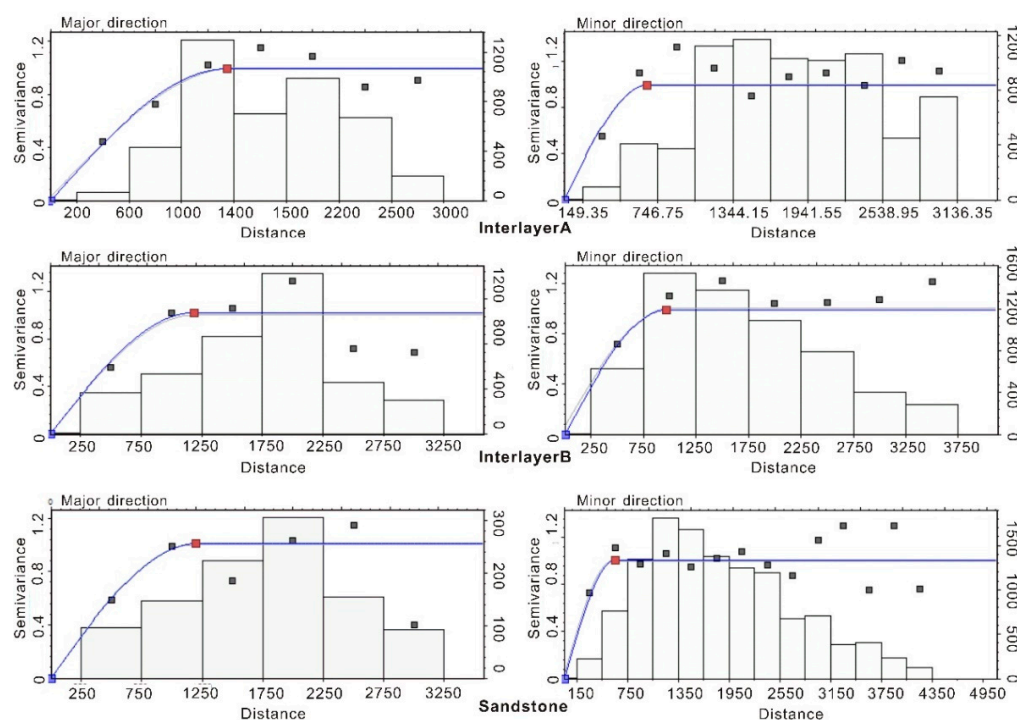 Major direction
Semivariance
0 0.4 0.8 1.2
0 400 800 1200
200 600 1000 1400 1500 2200 2500 3000
Distance
Minor direction
Semivariance
0 0.4 0.8 1.2
0 400 800 1200
149.35 746.75 1344.15 1941.55 2538.95 3136.35
Distance
InterlayerA
Major direction
Semivariance
0 0.4 0.8 1.2
0 400 800 1200
250 750 1250 1750 2250 2750 3250
Distance
Minor direction
Semivariance
0 0.4 0.8 1.2
0 400 800 1200 1600
250 750 1250 1750 2250 2750 3250 3750
Distance
InterlayerB
Major direction
Semivariance
0 0.4 0.8 1.2
0 100 200 300
250 750 1250 1750 2250 2750 3250
Distance
Minor direction
Semivariance
0 0.4 0.8 1.2
0 500 1000 1500
150 750 1350 1950 2550 3150 3750 4350 4950
Distance
Sandstone